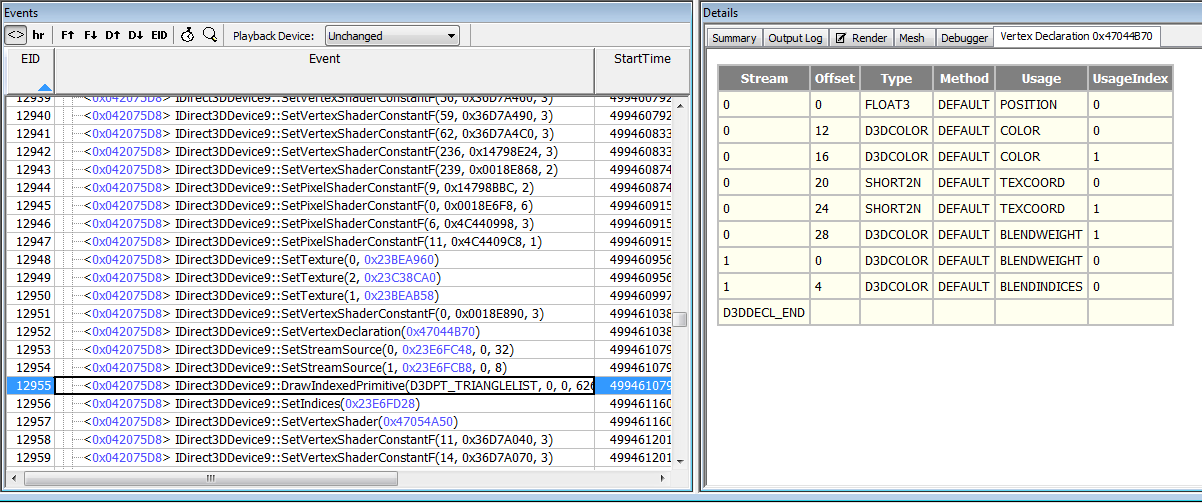 Events
<> hr F↑ F↓ D↑ D↓ EID Playback Device: Unchanged
EID Event StartTime
12939 <0x042075D8> IDirect3DDevice9::SetVertexShaderConstantF(56, 0x36D7A460, 3) 499460792
12940 <0x042075D8> IDirect3DDevice9::SetVertexShaderConstantF(59, 0x36D7A490, 3) 499460792
12941 <0x042075D8> IDirect3DDevice9::SetVertexShaderConstantF(62, 0x36D7A4C0, 3) 499460833
12942 <0x042075D8> IDirect3DDevice9::SetVertexShaderConstantF(236, 0x14798E24, 3) 499460833
12943 <0x042075D8> IDirect3DDevice9::SetVertexShaderConstantF(239, 0x0018E868, 2) 499460874
12944 <0x042075D8> IDirect3DDevice9::SetPixelShaderConstantF(9, 0x14798BBC, 2) 499460874
12945 <0x042075D8> IDirect3DDevice9::SetPixelShaderConstantF(0, 0x0018E6F8, 6) 499460915
12946 <0x042075D8> IDirect3DDevice9::SetPixelShaderConstantF(6, 0x4C440998, 3) 499460915
12947 <0x042075D8> IDirect3DDevice9::SetPixelShaderConstantF(11, 0x4C4409C8, 1) 499460915
12948 <0x042075D8> IDirect3DDevice9::SetTexture(0, 0x23BEA960) 499460956
12949 <0x042075D8> IDirect3DDevice9::SetTexture(2, 0x23C38CA0) 499460956
12950 <0x042075D8> IDirect3DDevice9::SetTexture(1, 0x23BEAB58) 499460997
12951 <0x042075D8> IDirect3DDevice9::SetVertexShaderConstantF(0, 0x0018E890, 3) 499461038
12952 <0x042075D8> IDirect3DDevice9::SetVertexDeclaration(0x47044B70) 499461038
12953 <0x042075D8> IDirect3DDevice9::SetStreamSource(0, 0x23E6FC48, 0, 32) 499461079
12954 <0x042075D8> IDirect3DDevice9::SetStreamSource(1, 0x23E6FCB8, 0, 8) 499461079
12955 <0x042075D8> IDirect3DDevice9::DrawIndexedPrimitive(D3DPT_TRIANGLELIST, 0, 0, 626 499461079
12956 <0x042075D8> IDirect3DDevice9::SetIndices(0x23E6FD28) 499461160
12957 <0x042075D8> IDirect3DDevice9::SetVertexShader(0x47054A50) 499461160
12958 <0x042075D8> IDirect3DDevice9::SetVertexShaderConstantF(11, 0x36D7A040, 3) 499461201
12959 <0x042075D8> IDirect3DDevice9::SetVertexShaderConstantF(14, 0x36D7A070, 3) 499461201
Details
Summary Output Log Render Mesh Debugger Vertex Declaration 0x47044B70
Stream Offset Type Method Usage UsageIndex
0 0 FLOAT3 DEFAULT POSITION 0
0 12 D3DCOLOR DEFAULT COLOR 0
0 16 D3DCOLOR DEFAULT COLOR 1
0 20 SHORT2N DEFAULT TEXCOORD 0
0 24 SHORT2N DEFAULT TEXCOORD 1
0 28 D3DCOLOR DEFAULT BLENDWEIGHT 1
1 0 D3DCOLOR DEFAULT BLENDWEIGHT 0
1 4 D3DCOLOR DEFAULT BLENDINDICES 0
D3DDECL_END